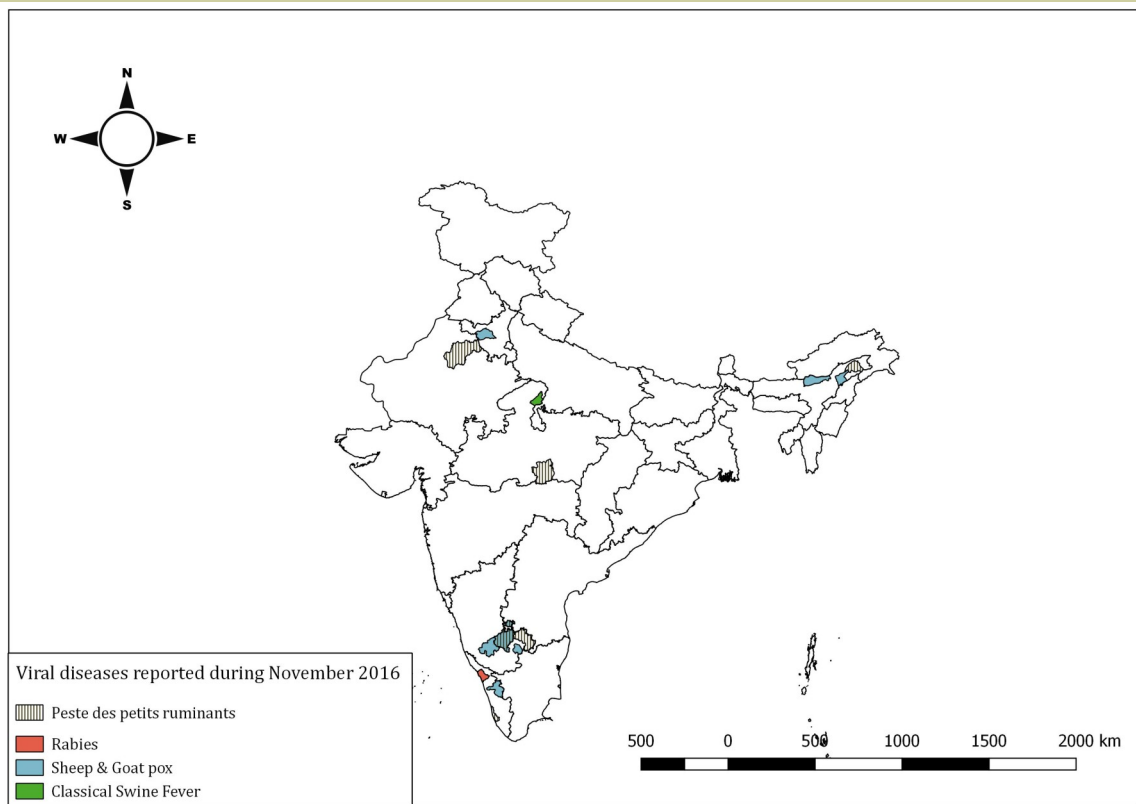 N
W E
S
Viral diseases reported during November 2016
Peste des petits ruminants
Rabies
Sheep & Goat pox
Classical Swine Fever
500 0 500 1000 1500 2000 km